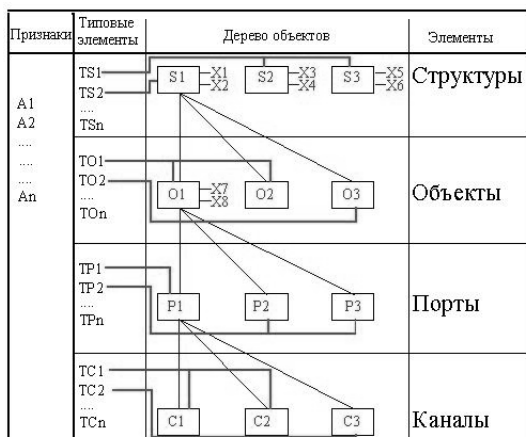 Признаки
Типовые элементы
Дерево объектов
Элементы
A1
A2
....
....
....
An
TS1
TS2
....
TSn
S1
X1
X2
S2
X3
X4
S3
X5
X6
Структуры
TO1
TO2
....
TOn
O1
X7
X8
O2
O3
Объекты
TP1
TP2
....
TPn
P1
P2
P3
Порты
TC1
TC2
....
TCn
C1
C2
C3
Каналы